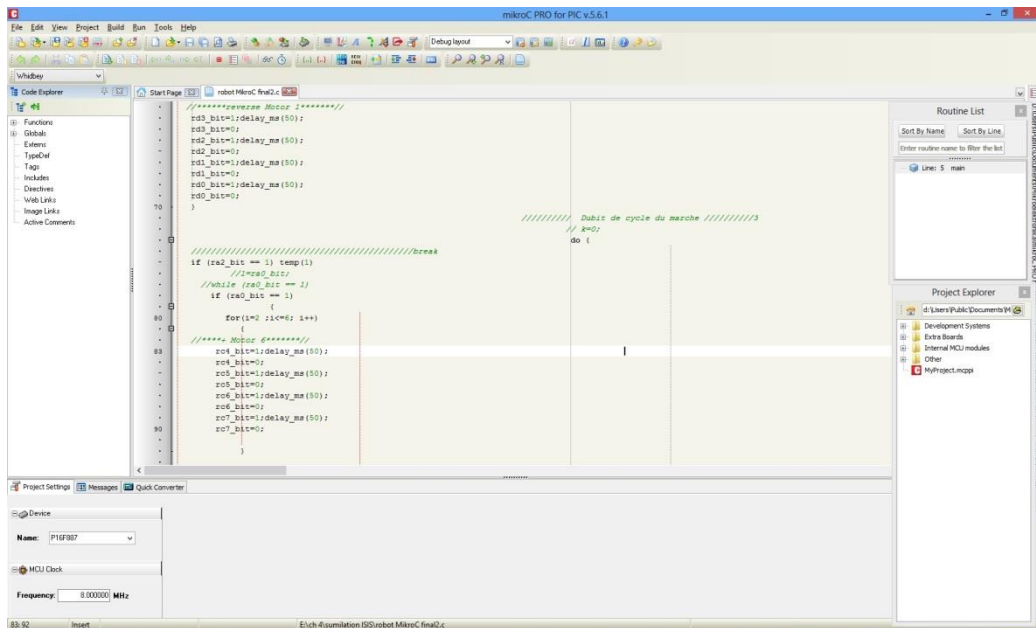 mikroC PRO for PIC v.5.6.1
File Edit View Project Build Run Tools Help
Debug layout
Whidbey
Code Explorer
Start Page
robot MikroC final2.c
Functions
Globals
Externs
TypeDef
Tags
Includes
Directives
Web Links
Image Links
Active Comments
//******reverse Motor 1*******//
rd3_bit=1;delay_ms(50);
rd3_bit=0;
rd2_bit=1;delay_ms(50);
rd2_bit=0;
rd1_bit=1;delay_ms(50);
rd1_bit=0;
rd0_bit=1;delay_ms(50);
rd0_bit=0;
70 }
////////// Dubit de cycle du marche //////////3
// k=0;
do {
/////////////////////////////////////////////break
if (ra2_bit == 1) temp(1)
//l=ra0_bit;
//while (ra0_bit == 1)
if (ra0_bit == 1)
{
80 for(i=2 ;i<=6; i++)
{
//****+ Motor 6*******//
83 rc4_bit=1;delay_ms(50);
rc4_bit=0;
rc5_bit=1;delay_ms(50);
rc5_bit=0;
rc6_bit=1;delay_ms(50);
rc6_bit=0;
rc7_bit=1;delay_ms(50);
90 rc7_bit=0;
}
Routine List
Sort By Name Sort By Line
Enter routine name to filter the list
Line: 5 main
Project Explorer
d:\Users\Public\Documents\M
Development Systems
Extra Boards
Internal MCU modules
Other
MyProject.mcppi
Project Settings Messages Quick Converter
Device
Name: P16F887
MCU Clock
Frequency: 8.000000 MHz
83: 92 Insert E:\ch 4\sumilation ISIS\robot MikroC final2.c